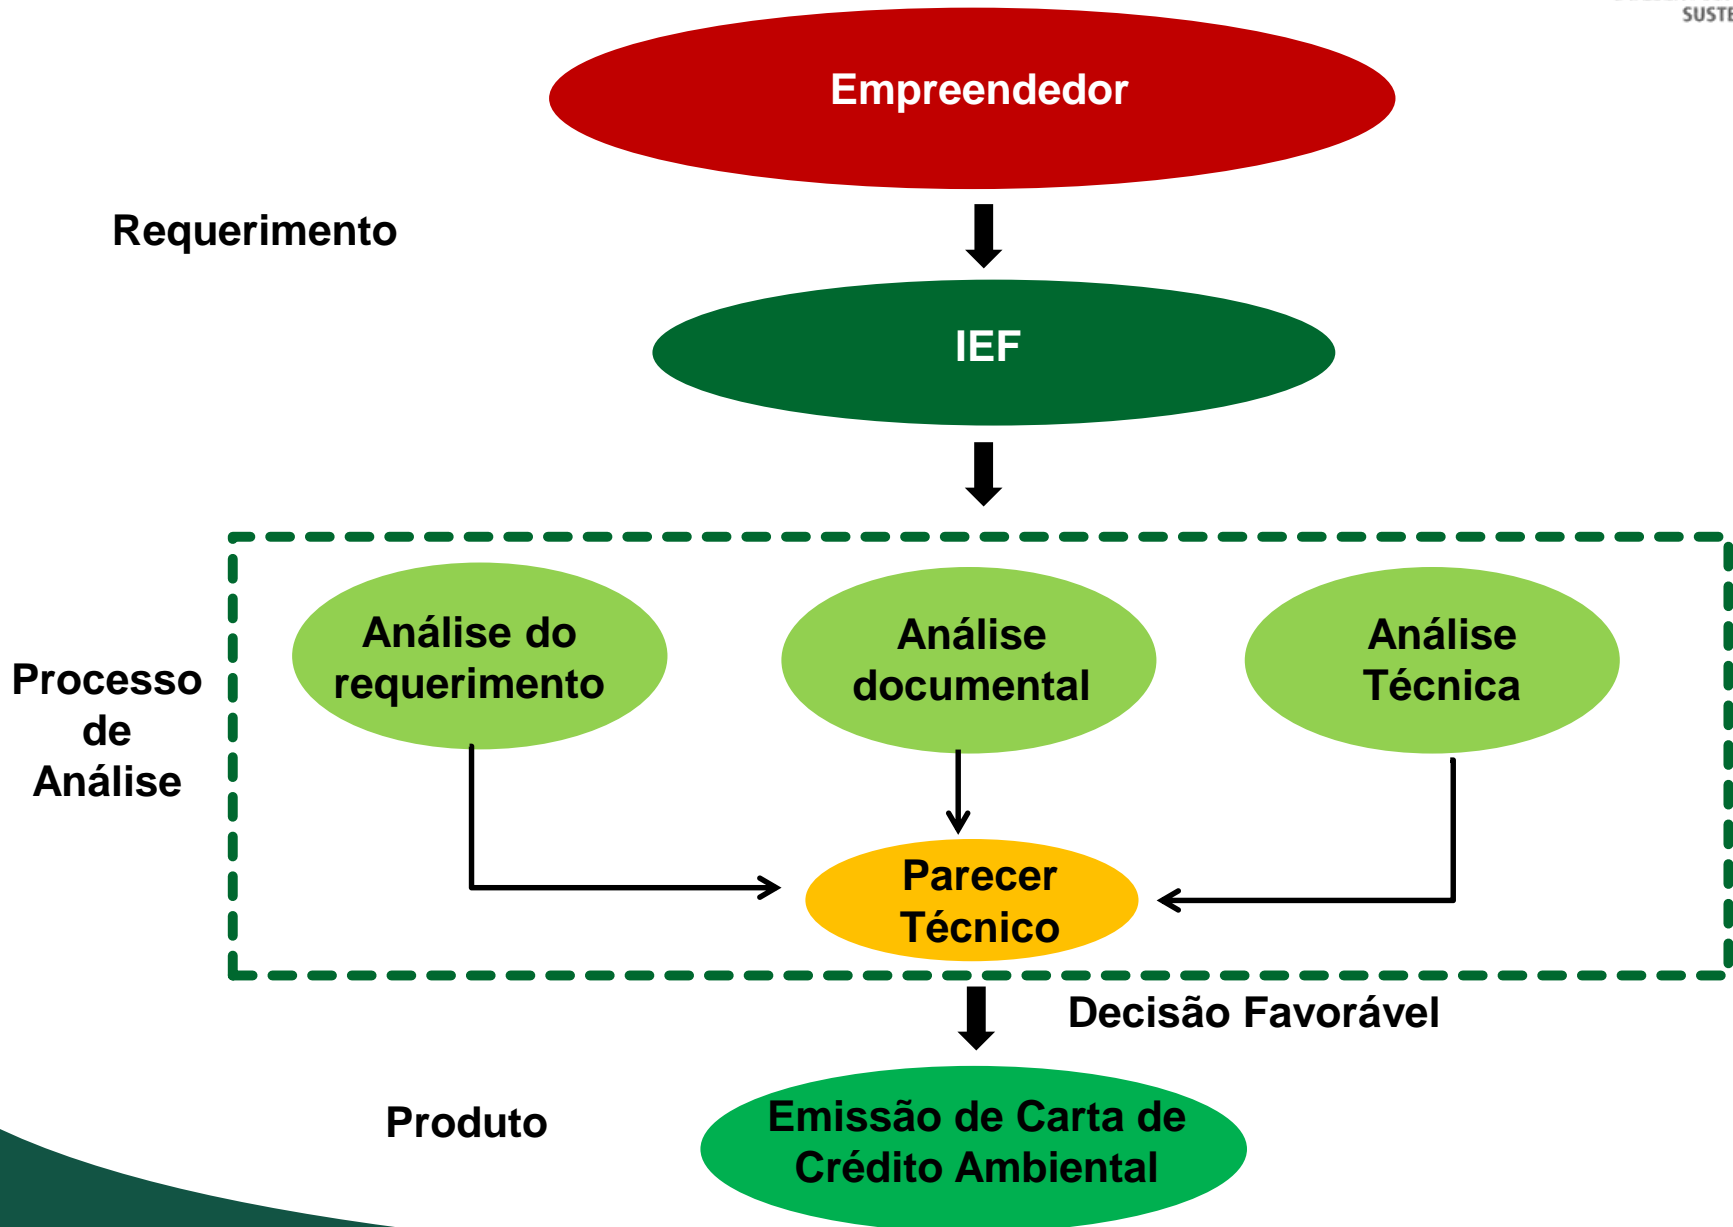 SUSTE
Empreendedor
Requerimento
IEF
Análise do
requerimento
Análise
documental
Análise
Técnica
Processo
de
Análise
Parecer
Técnico
Decisão Favorável
Produto
Emissão de Carta de
Crédito Ambiental